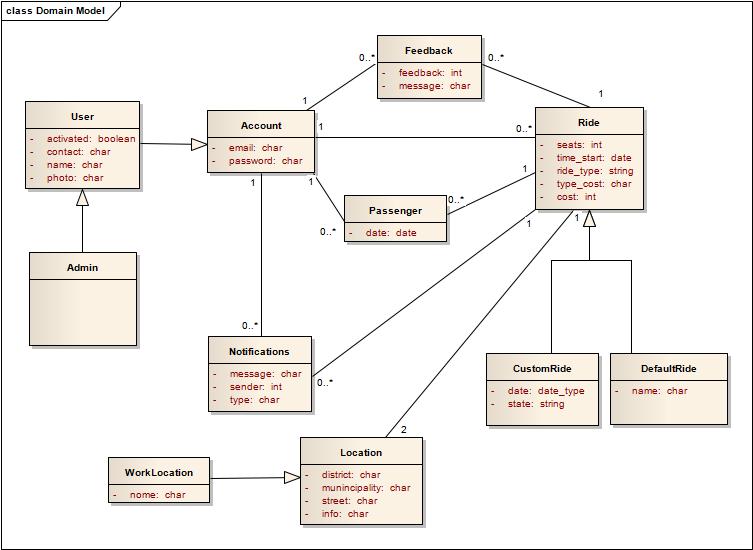 class Domain Model
Feedback
- feedback: int
- message: char
0..*
0..*
1
1
User
- activated: boolean
- contact: char
- name: char
- photo: char
Account
- email: char
- password: char
1
0..*
Ride
- seats: int
- time_start: date
- ride_type: string
- type_cost: char
- cost: int
1
1
1
0..*
Passenger
- date: date
0..*
1
1
Admin
0..*
Notifications
- message: char
- sender: int
- type: char
0..*
CustomRide
- date: date_type
- state: string
DefaultRide
- name: char
2
Location
- district: char
- munincipality: char
- street: char
- info: char
WorkLocation
- nome: char